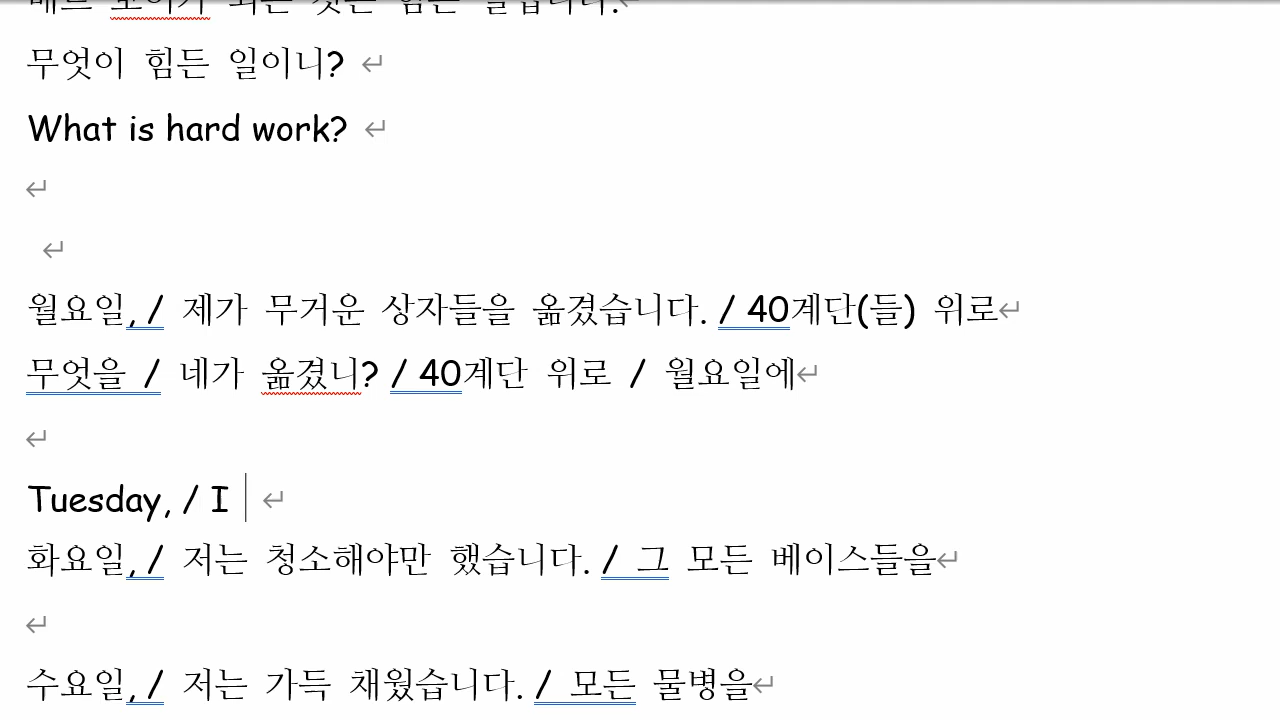 무엇이 힘든 일이니?
What is hard work?
월요일, / 제가 무거운 상자들을 옮겼습니다. / 40계단(들) 위로
무엇을 / 네가 옮겼니? / 40계단 위로 / 월요일에
Tuesday, / I
화요일, / 저는 청소해야만 했습니다. / 그 모든 베이스들을
수요일, / 저는 가득 채웠습니다. / 모든 물병을